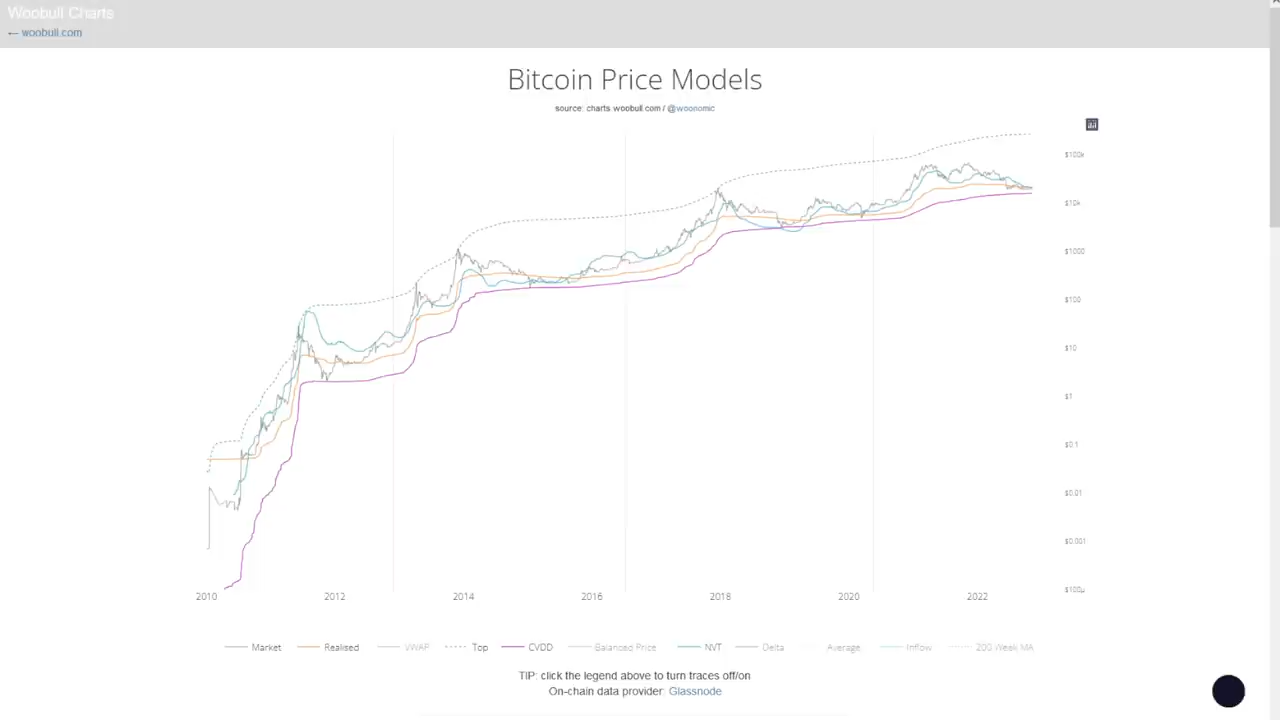 Woobull Charts
← woobull.com
Bitcoin Price Models
source: charts.woobull.com / @woonomic
$100k
$10k
$1000
$100
$10
$1
$0.1
$0.01
$0.001
$100μ
2010 2012 2014 2016 2018 2020 2022
Market Realised VWAP Top CVDD Balanced Price NVT Delta Average Inflow 200 Week MA
TIP: click the legend above to turn traces off/on
On-chain data provider: Glassnode